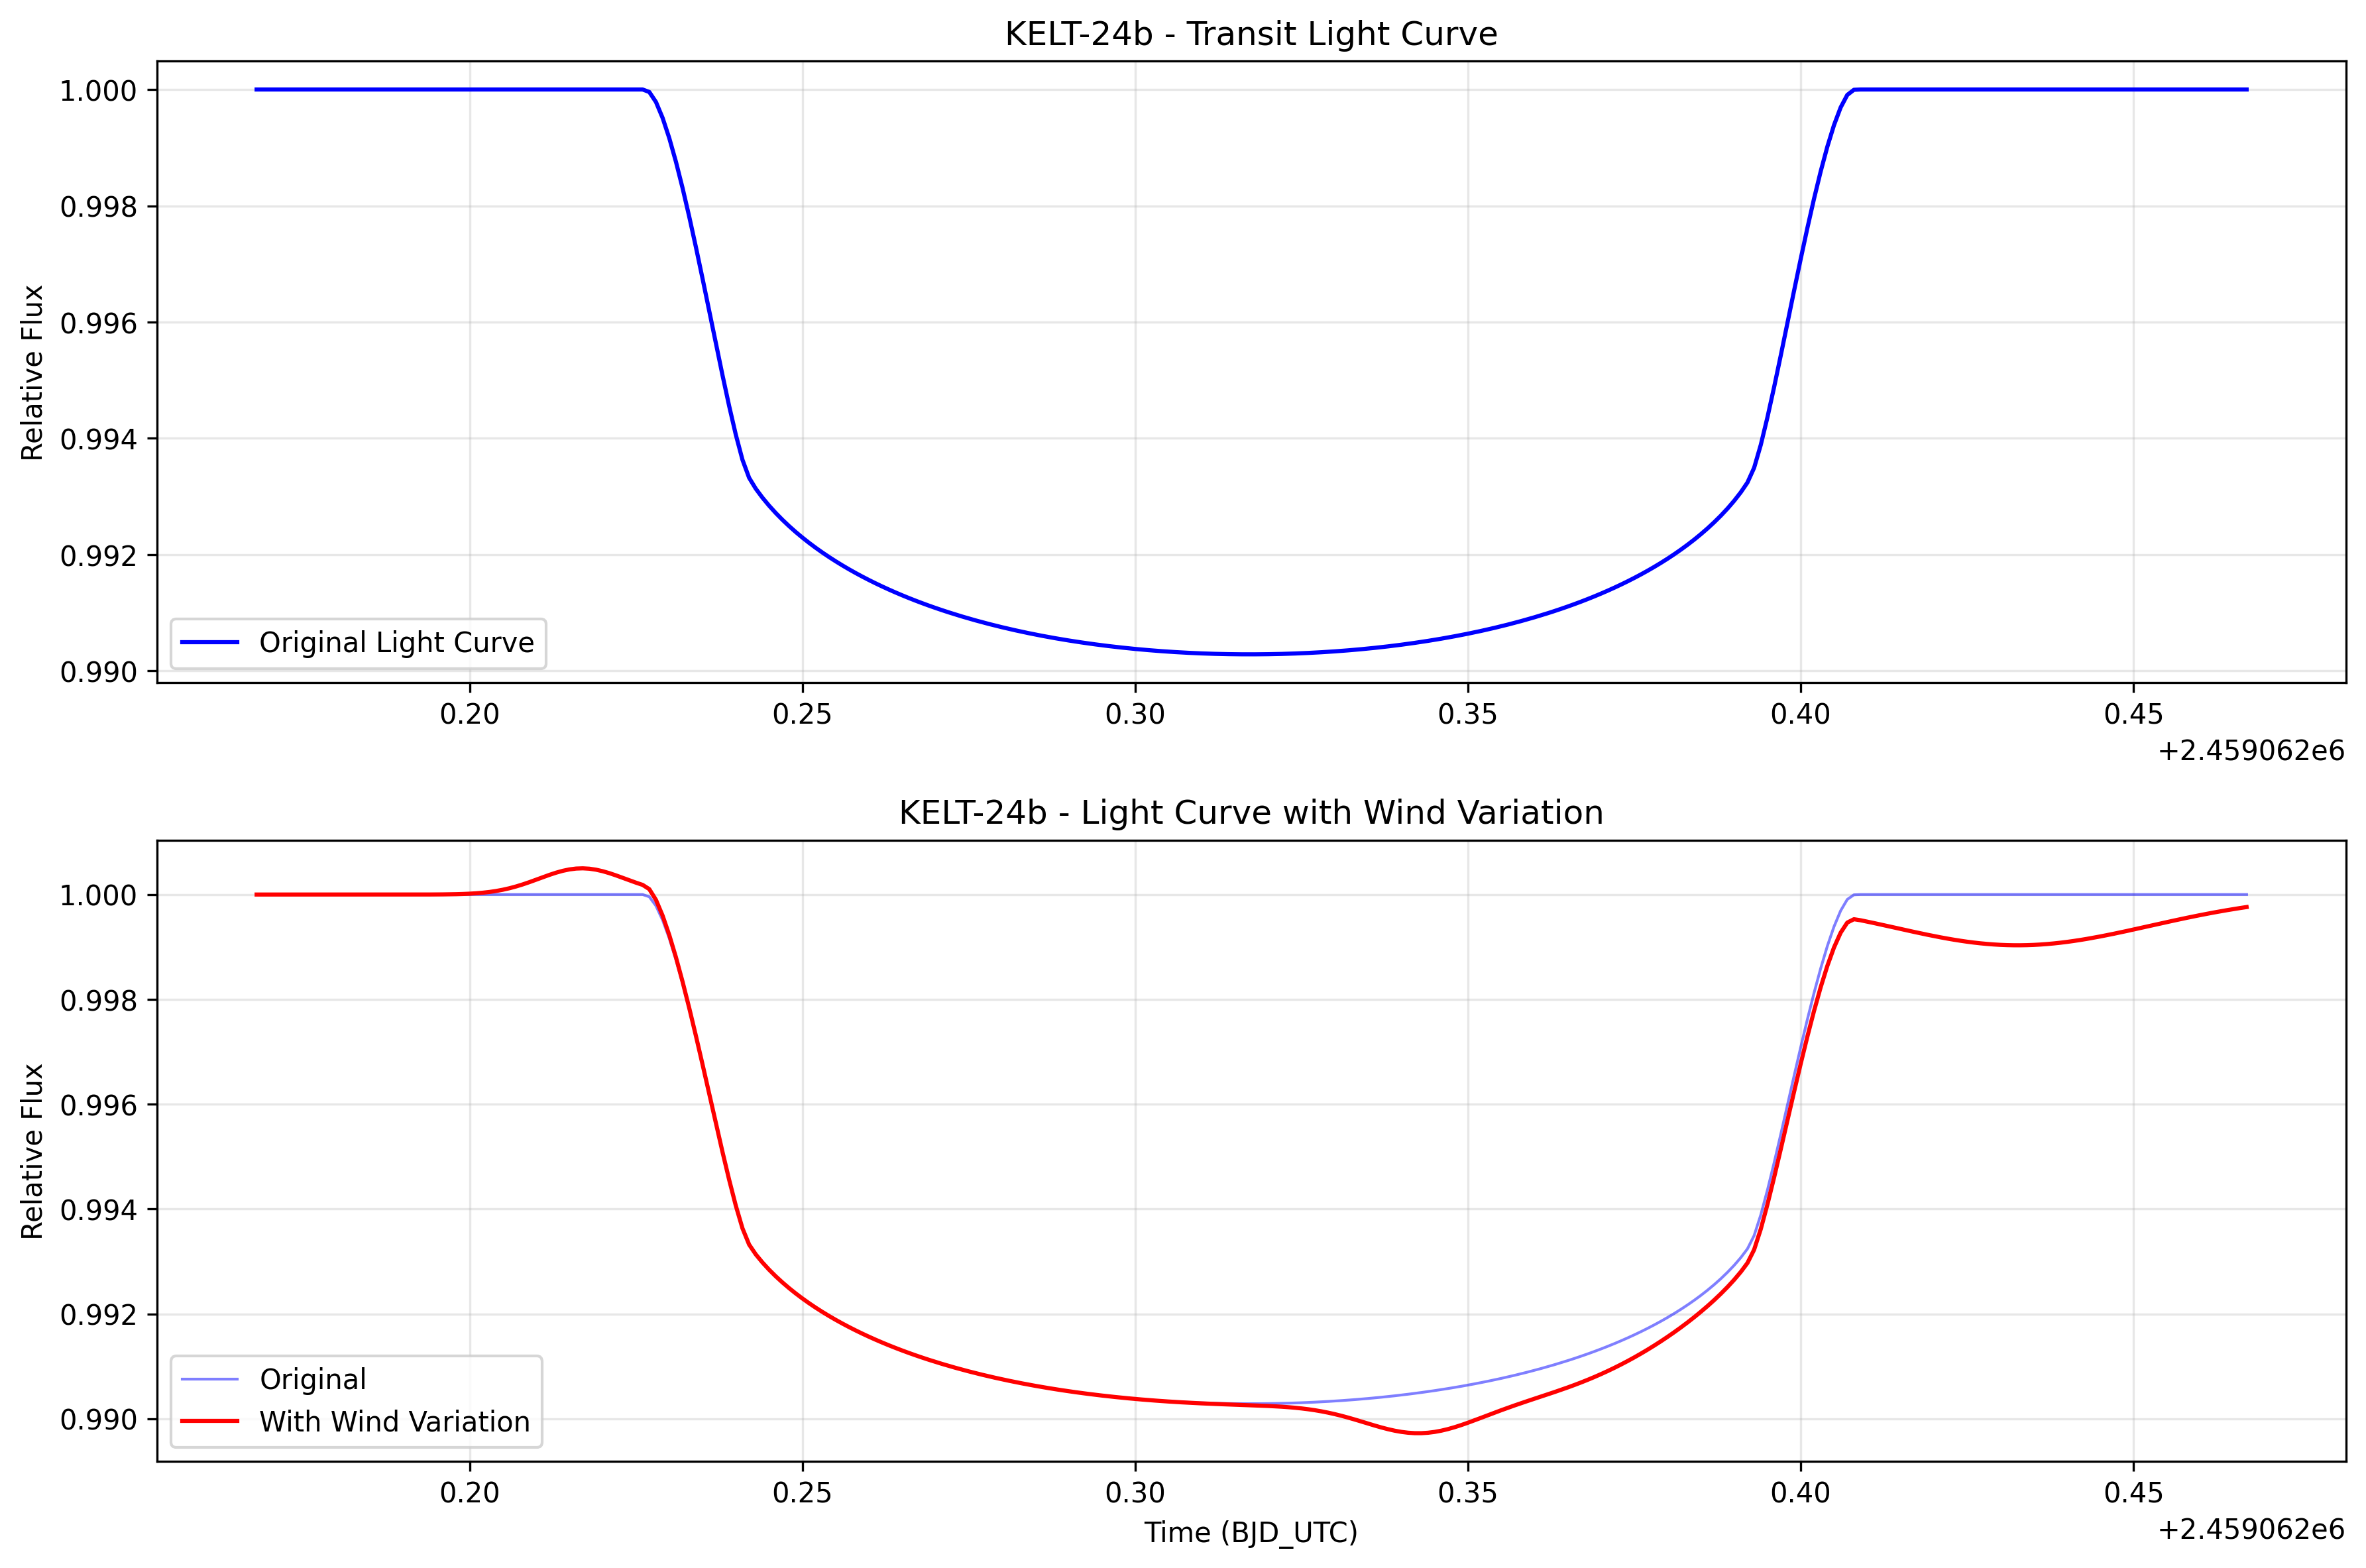 KELT-24b - Transit Light Curve
Relative Flux
1.000
0.998
0.996
0.994
0.992
0.990
Original Light Curve
0.20 0.25 0.30 0.35 0.40 0.45
+2.459062e6
KELT-24b - Light Curve with Wind Variation
Relative Flux
1.000
0.998
0.996
0.994
0.992
0.990
Original
With Wind Variation
0.20 0.25 0.30 0.35 0.40 0.45
Time (BJD_UTC)
+2.459062e6